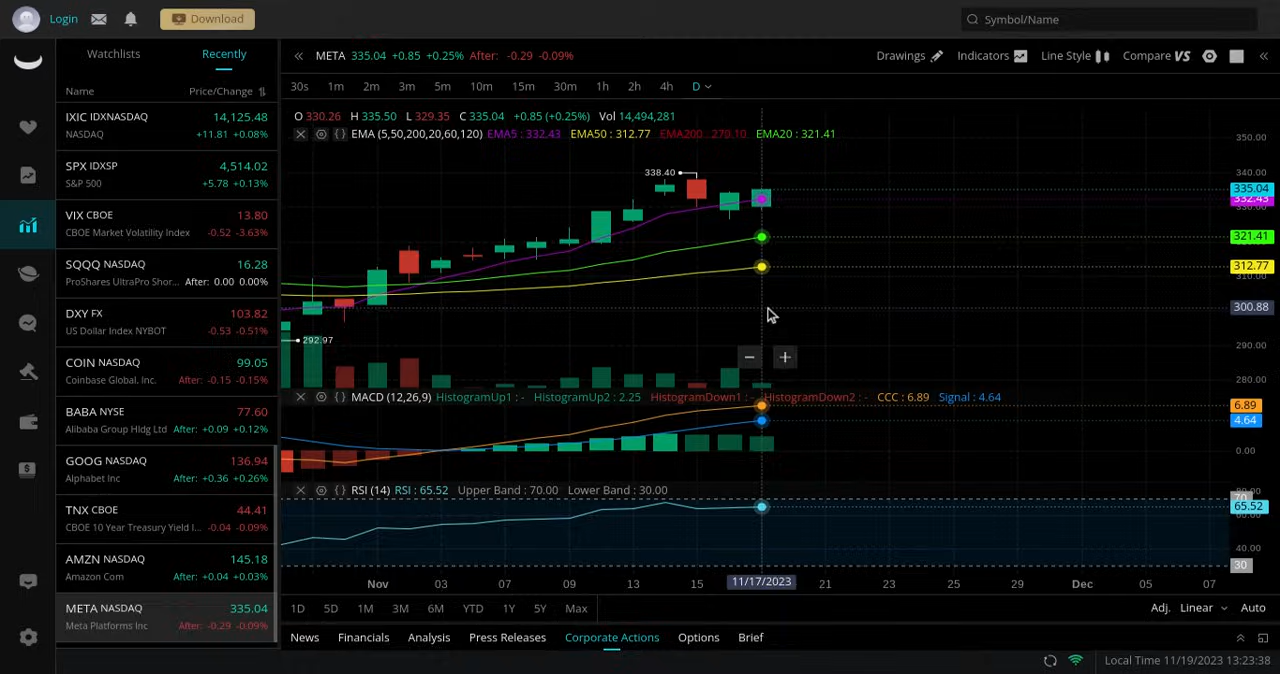 Login
Download
Symbol/Name
Watchlists
Recently
Name
Price/Change
IXIC IDXNASDAQ 14,125.48
NASDAQ +11.81 +0.08%
SPX IDXSP 4,514.02
S&P 500 +5.78 +0.13%
VIX CBOE 13.80
CBOE Market Volatility Index -0.52 -3.63%
SQQQ NASDAQ 16.28
ProShares UltraPro Shor... After: 0.00 0.00%
DXY FX 103.82
US Dollar Index NYBOT -0.53 -0.51%
COIN NASDAQ 99.05
Coinbase Global, Inc. After: -0.15 -0.15%
BABA NYSE 77.60
Alibaba Group Hldg Ltd After: +0.09 +0.12%
GOOG NASDAQ 136.94
Alphabet Inc After: +0.36 +0.26%
TNX CBOE 44.41
CBOE 10 Year Treasury Yield I... -0.04 -0.09%
AMZN NASDAQ 145.18
Amazon Com After: +0.04 +0.03%
META NASDAQ 335.04
Meta Platforms Inc After: -0.29 -0.09%
META 335.04 +0.85 +0.25% After: -0.29 -0.09%
Drawings Indicators Line Style Compare VS
30s 1m 2m 3m 5m 10m 15m 30m 1h 2h 4h D
O 330.26 H 335.50 L 329.35 C 335.04 +0.85 (+0.25%) Vol 14,494,281
EMA (5,50,200,20,60,120) EMA5 : 332.43 EMA50 : 312.77 EMA200 : 279.10 EMA20 : 321.41
350.00
340.00
338.40
335.04
332.43
321.41
312.77
300.88
292.97
290.00
280.00
MACD (12,26,9) HistogramUp1 : - HistogramUp2 : 2.25 HistogramDown1 : - HistogramDown2 : - CCC : 6.89 Signal : 4.64
6.89
4.64
0.00
RSI (14) RSI : 65.52 Upper Band : 70.00 Lower Band : 30.00
70
65.52
40.00
30
Nov 03 07 09 13 15 11/17/2023 21 23 25 29 Dec 05 07
1D 5D 1M 3M 6M YTD 1Y 5Y Max
Adj. Linear Auto
News Financials Analysis Press Releases Corporate Actions Options Brief
Local Time 11/19/2023 13:23:38